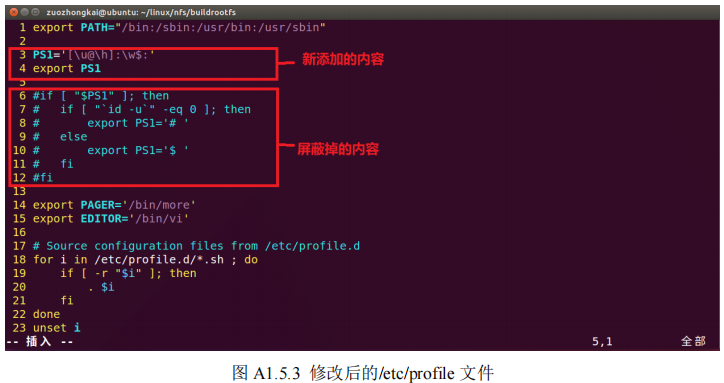 zuozhongkai@ubuntu: ~/linux/nfs/buildrootfs
1 export PATH="/bin:/sbin:/usr/bin:/usr/sbin"
2
3 PS1='[\u@\h]:\w$:'
4 export PS1
新添加的内容
5
6 #if [ "$PS1" ]; then
7 #   if [ "`id -u`" -eq 0 ]; then
8 #       export PS1='# '
9 #   else
10 #       export PS1='$ '
屏蔽掉的内容
11 #   fi
12 #fi
13
14 export PAGER='/bin/more'
15 export EDITOR='/bin/vi'
16
17 # Source configuration files from /etc/profile.d
18 for i in /etc/profile.d/*.sh ; do
19     if [ -r "$i" ]; then
20         . $i
21     fi
22 done
23 unset i
-- 插入 -- 5,1 全部
图 A1.5.3 修改后的/etc/profile 文件